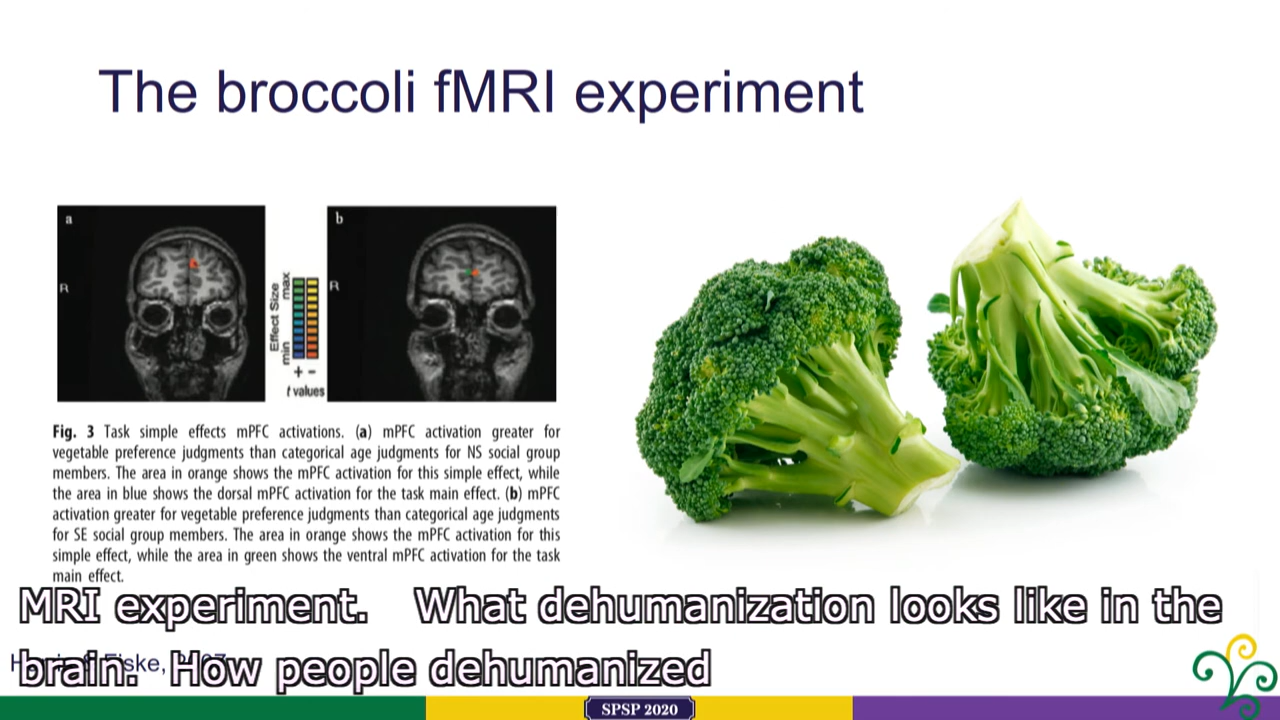 The broccoli fMRI experiment
a
b
R
R
Effect Size
min
max
+ −
t values
Fig. 3 Task simple effects mPFC activations. (a) mPFC activation greater for
vegetable preference judgments than categorical age judgments for NS social group
members. The area in orange shows the mPFC activation for this simple effect, while
the area in blue shows the dorsal mPFC activation for the task main effect. (b) mPFC
activation greater for vegetable preference judgments than categorical age judgments
for SE social group members. The area in orange shows the mPFC activation for this
simple effect, while the area in green shows the ventral mPFC activation for the task
main effect.
MRI experiment. What dehumanization looks like in the
brain. How people dehumanized
Fiske,
SPSP 2020